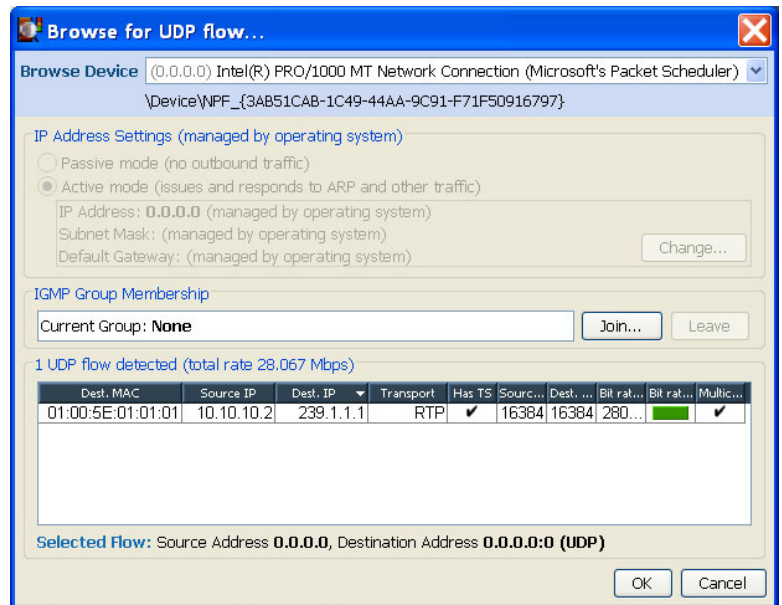 Browse for UDP flow...
Browse Device (0.0.0.0) Intel(R) PRO/1000 MT Network Connection (Microsoft's Packet Scheduler)
\Device\NPF_{3AB51CAB-1C49-44AA-9C91-F71F50916797}
IP Address Settings (managed by operating system)
Passive mode (no outbound traffic)
Active mode (issues and responds to ARP and other traffic)
IP Address: 0.0.0.0 (managed by operating system)
Subnet Mask: (managed by operating system)
Default Gateway: (managed by operating system)
Change...
IGMP Group Membership
Current Group: None
Join... Leave
1 UDP flow detected (total rate 28.067 Mbps)
Dest. MAC Source IP Dest. IP Transport Has TS Sourc... Dest. ... Bit rat... Bit rat... Multic...
01:00:5E:01:01:01 10.10.10.2 239.1.1.1 RTP ✔ 16384 16384 280... ✔
Selected Flow: Source Address 0.0.0.0, Destination Address 0.0.0.0:0 (UDP)
OK Cancel